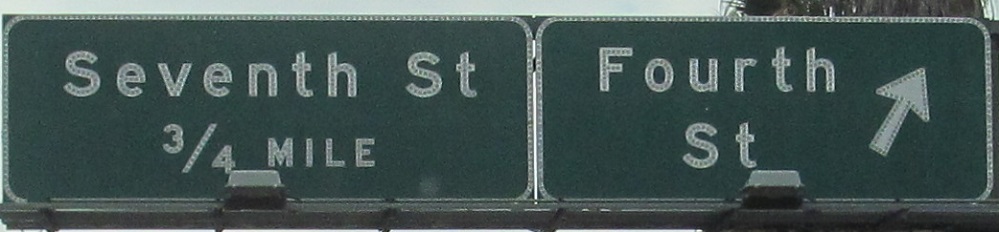 Seventh St
3/4 MILE
Fourth
St